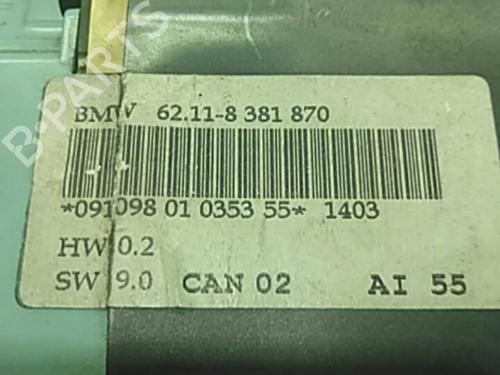 BMW 62.11-8 381 870
*091098 01 0353 55* 1403
HW 0.2
SW 9.0 CAN 02 AI 55
B-PARTS